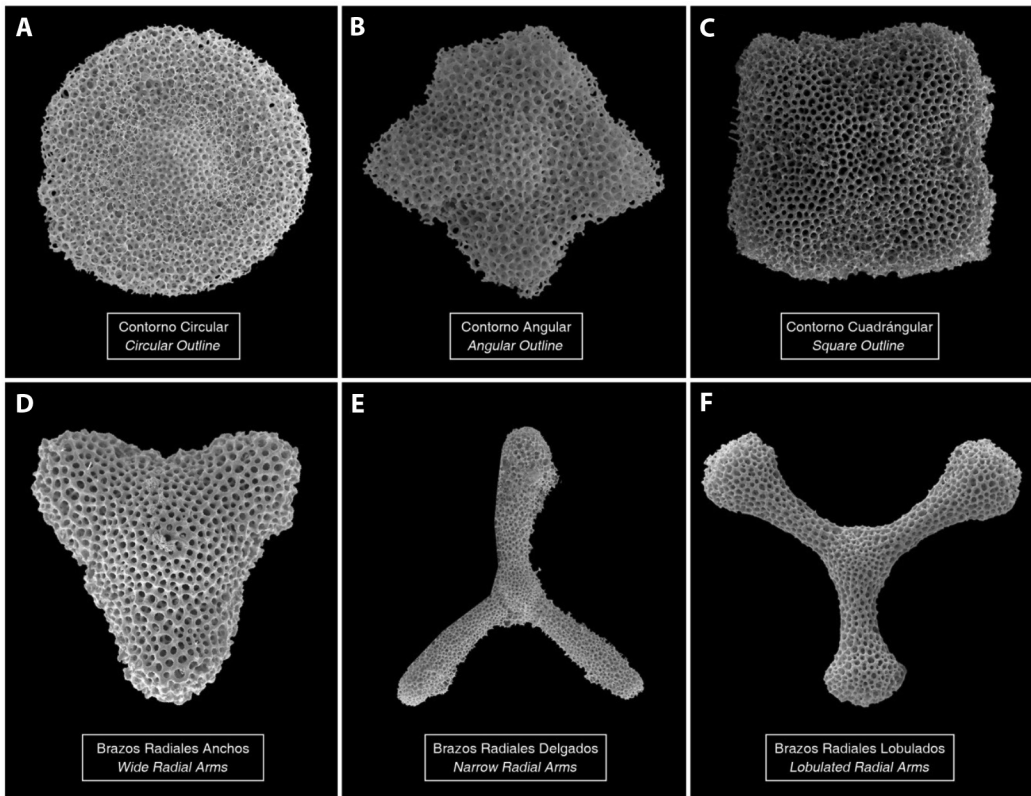 A
Contorno Circular
Circular Outline
B
Contorno Angular
Angular Outline
C
Contorno Cuadrángular
Square Outline
D
Brazos Radiales Anchos
Wide Radial Arms
E
Brazos Radiales Delgados
Narrow Radial Arms
F
Brazos Radiales Lobulados
Lobulated Radial Arms